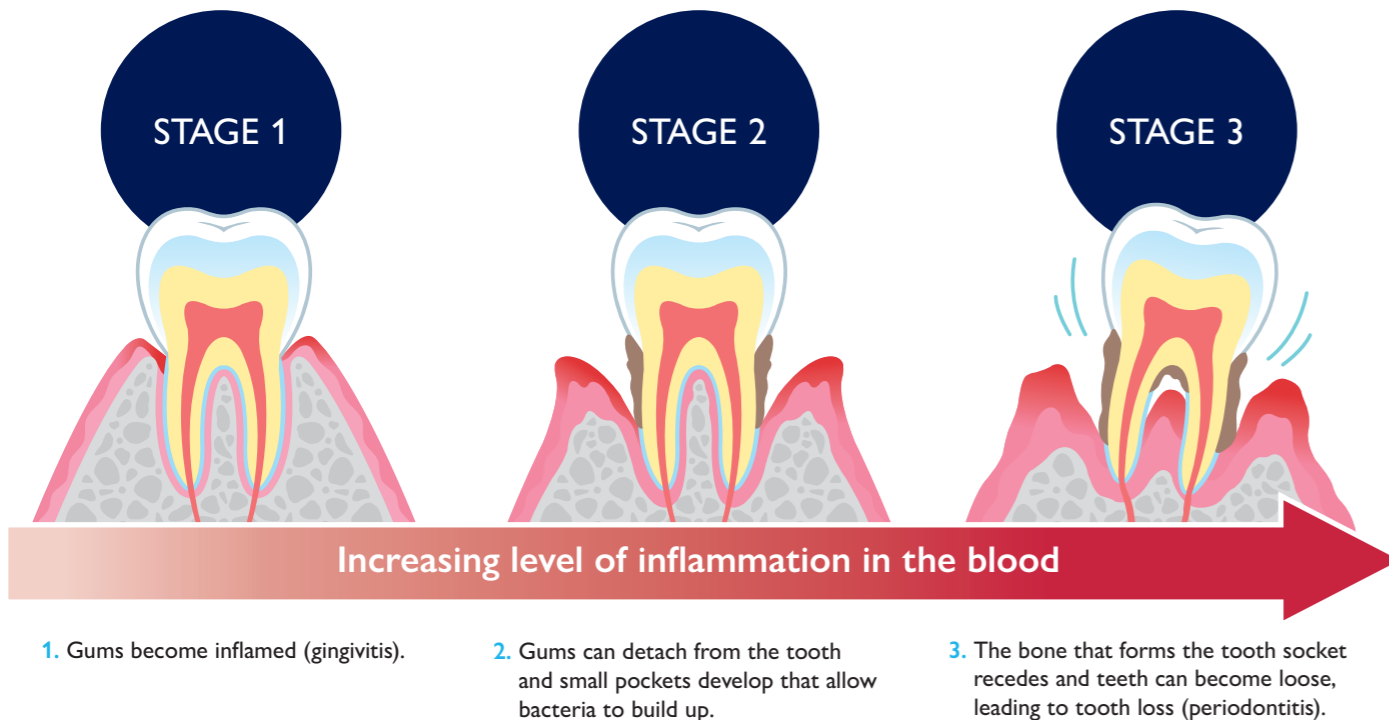 STAGE 1
STAGE 2
STAGE 3
Increasing level of inflammation in the blood
1. Gums become inflamed (gingivitis).
2. Gums can detach from the tooth
and small pockets develop that allow
bacteria to build up.
3. The bone that forms the tooth socket
recedes and teeth can become loose,
leading to tooth loss (periodontitis).